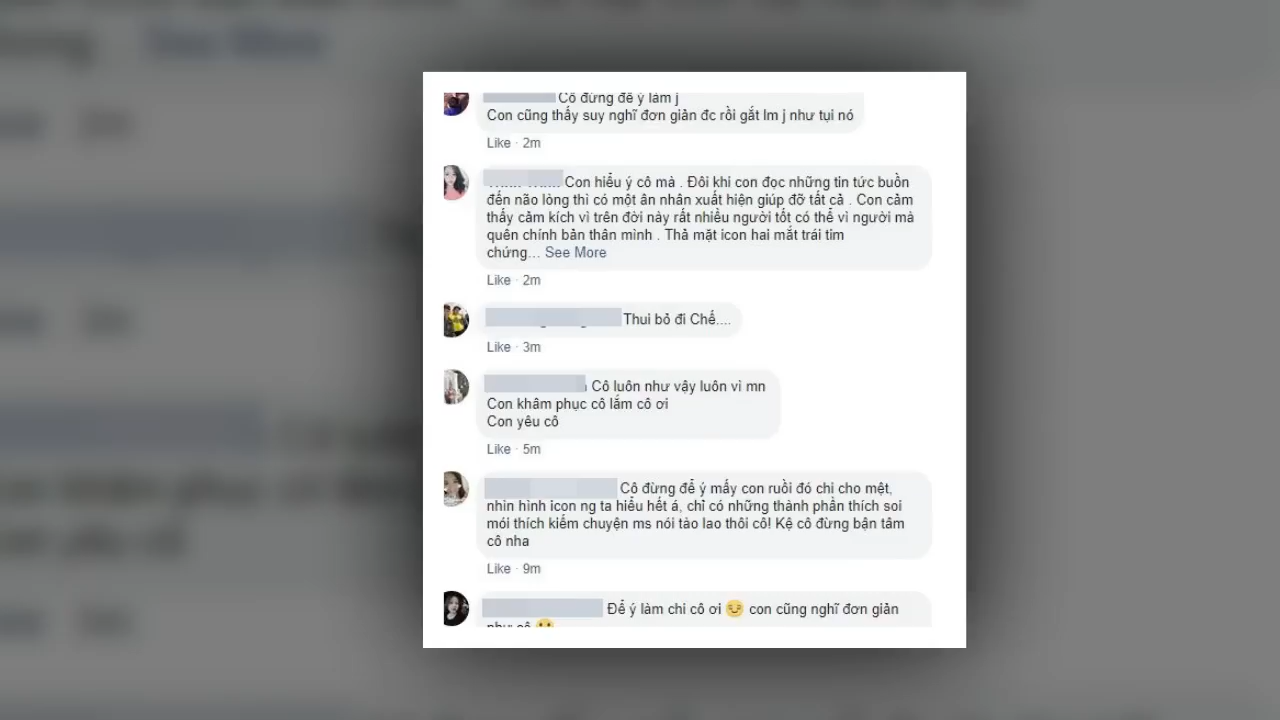 Cô đừng để ý làm j
Con cũng thấy suy nghĩ đơn giản đc rồi gắt lm j như tụi nó
Like · 2m
Con hiểu ý cô mà . Đôi khi con đọc những tin tức buồn
đến não lòng thì có một ân nhân xuất hiện giúp đỡ tất cả . Con cảm
thấy cảm kích vì trên đời này rất nhiều người tốt có thể vì người mà
quên chính bản thân mình . Thả mặt icon hai mắt trái tim
chứng... See More
Like · 2m
Thui bỏ đi Chế....
Like · 3m
Cô luôn như vậy luôn vì mn
Con khâm phục cô lắm cô ơi
Con yêu cô
Like · 5m
Cô đừng để ý mấy con ruồi đó chị cho mệt,
nhìn hình icon ng ta hiểu hết á, chỉ có những thành phần thích soi
mói thích kiếm chuyện ms nói tào lao thôi cô! Kệ cô đừng bận tâm
cô nha
Like · 9m
Để ý làm chi cô ơi 😊 con cũng nghĩ đơn giản
như cô